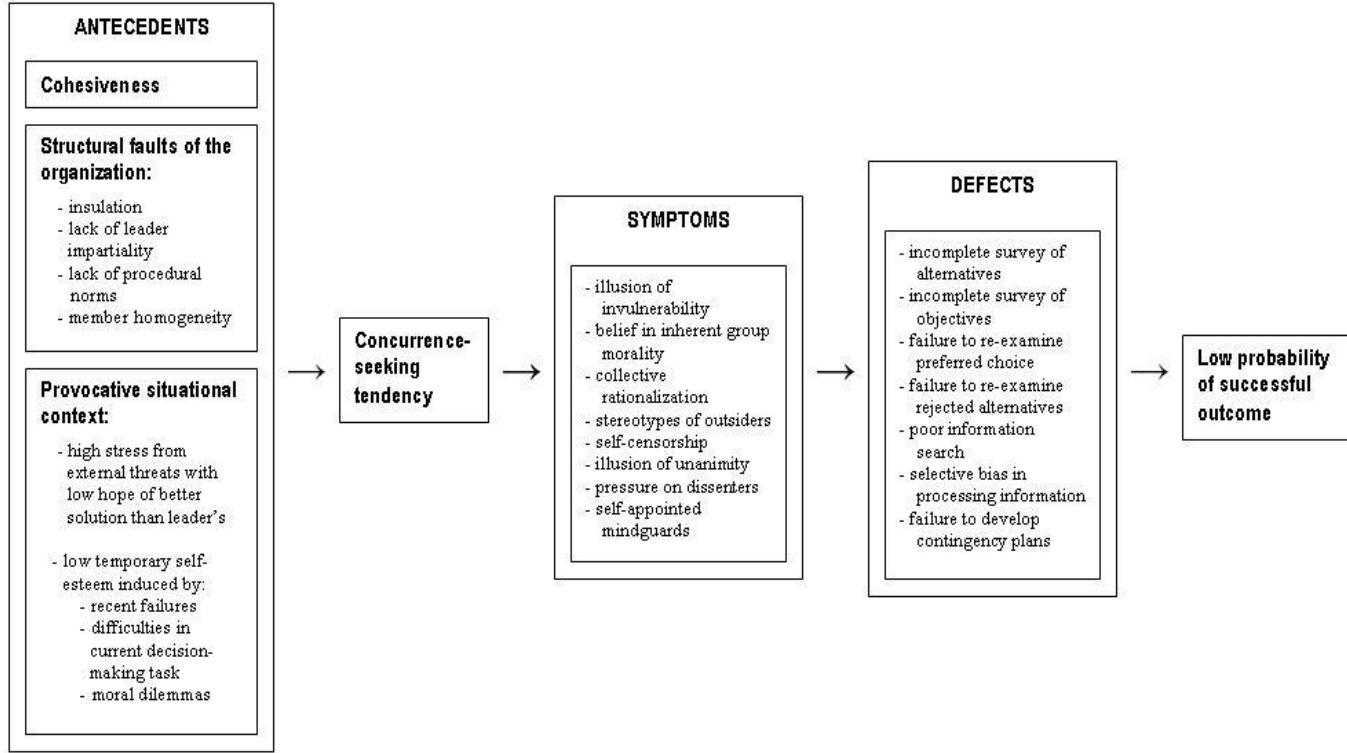 ANTECEDENTS
Cohesiveness
Structural faults of the
organization:
- insulation
- lack of leader
impartiality
- lack of procedural
norms
- member homogeneity
Provocative situational
context:
- high stress from
external threats with
low hope of better
solution than leader's
- low temporary self-
esteem induced by:
- recent failures
- difficulties in
current decision-
making task
- moral dilemmas
→
Concurrence-
seeking
tendency
→
SYMPTOMS
- illusion of
invulnerability
- belief in inherent group
morality
- collective
rationalization
- stereotypes of outsiders
- self-censorship
- illusion of unanimity
- pressure on dissenters
- self-appointed
mindguards
→
DEFECTS
- incomplete survey of
alternatives
- incomplete survey of
objectives
- failure to re-examine
preferred choice
- failure to re-examine
rejected alternatives
- poor information
search
- selective bias in
processing information
- failure to develop
contingency plans
→
Low probability
of successful
outcome